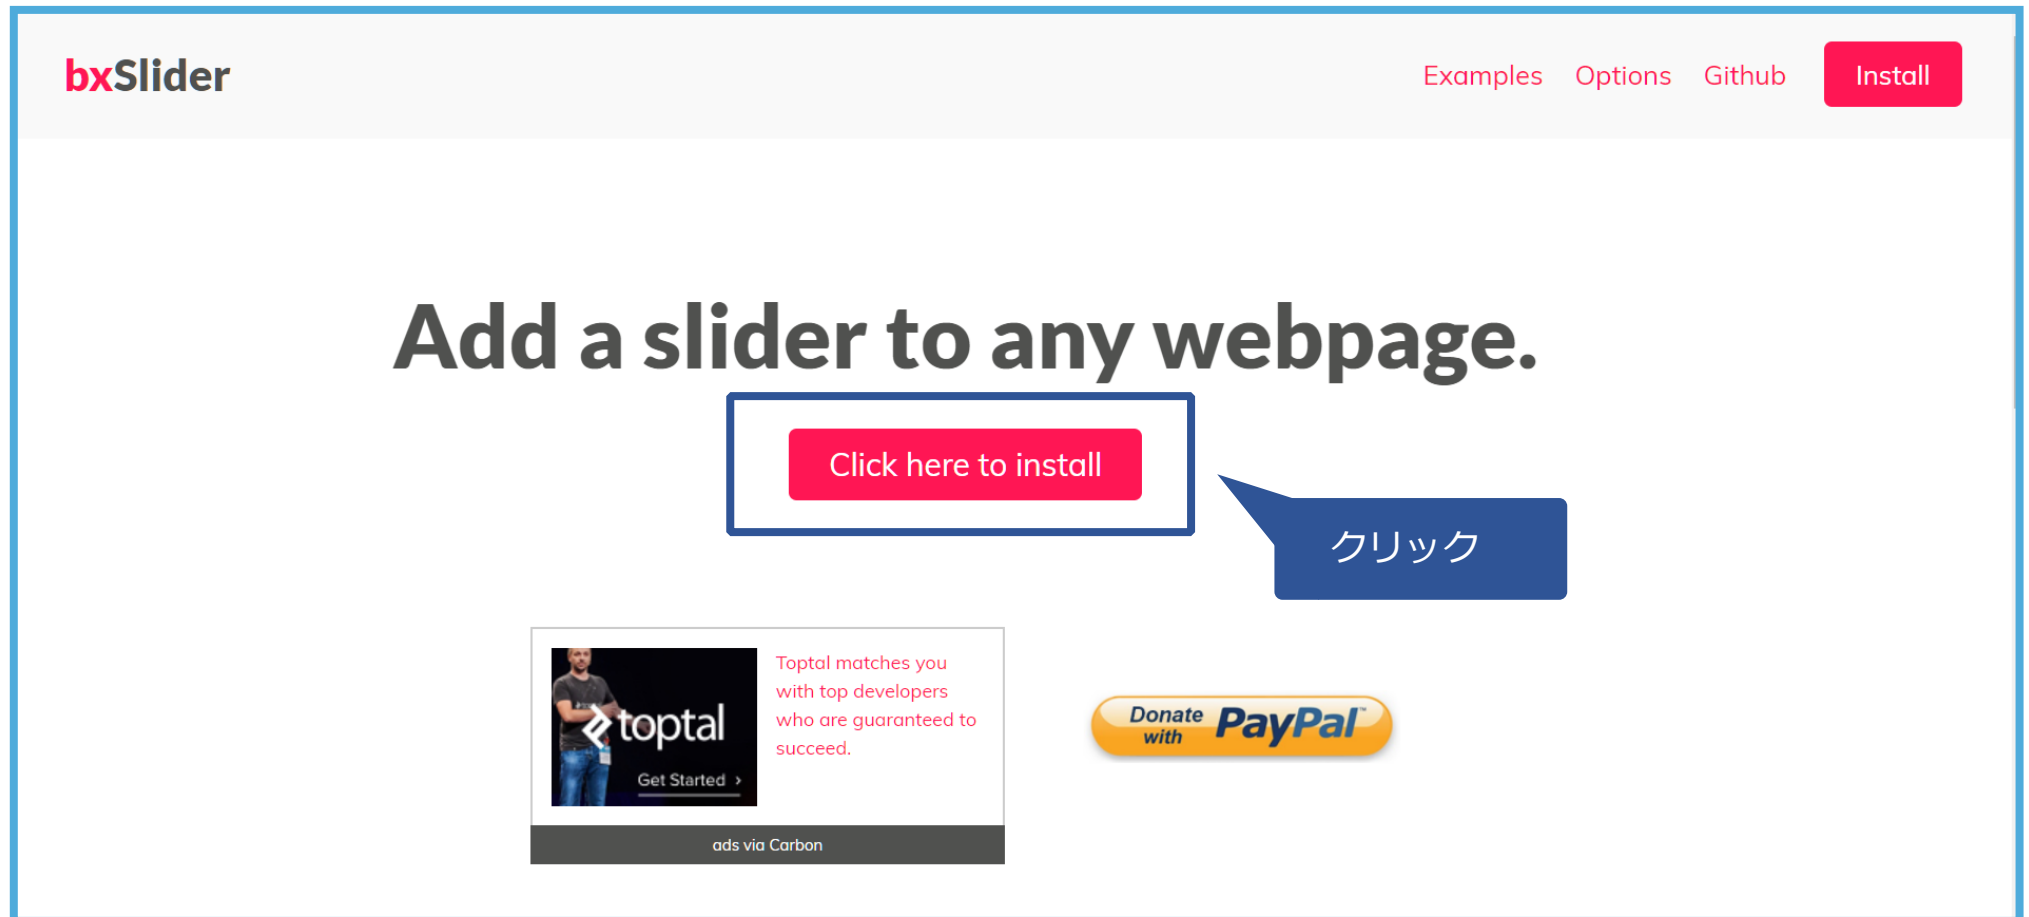 bxSlider
Examples Options Github Install
Add a slider to any webpage.
Click here to install
クリック
toptal
Get Started >
Toptal matches you
with top developers
who are guaranteed to
succeed.
ads via Carbon
Donate
with
PayPal™